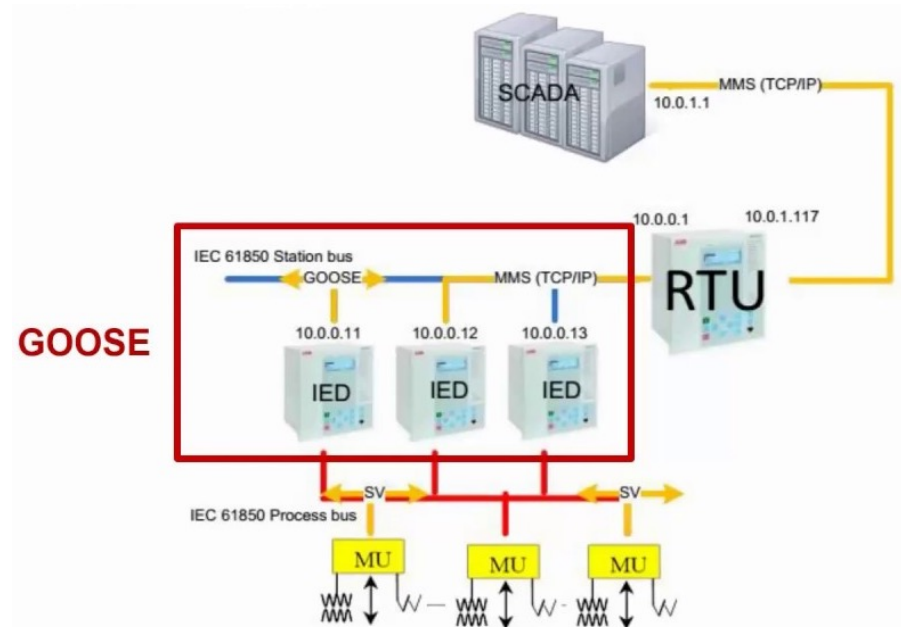 SCADA
MMS (TCP/IP)
10.0.1.1
10.0.0.1
10.0.1.117
RTU
IEC 61850 Station bus
GOOSE
MMS (TCP/IP)
GOOSE
10.0.0.11
10.0.0.12
10.0.0.13
IED
IED
IED
SV
SV
IEC 61850 Process bus
MU
MU
MU